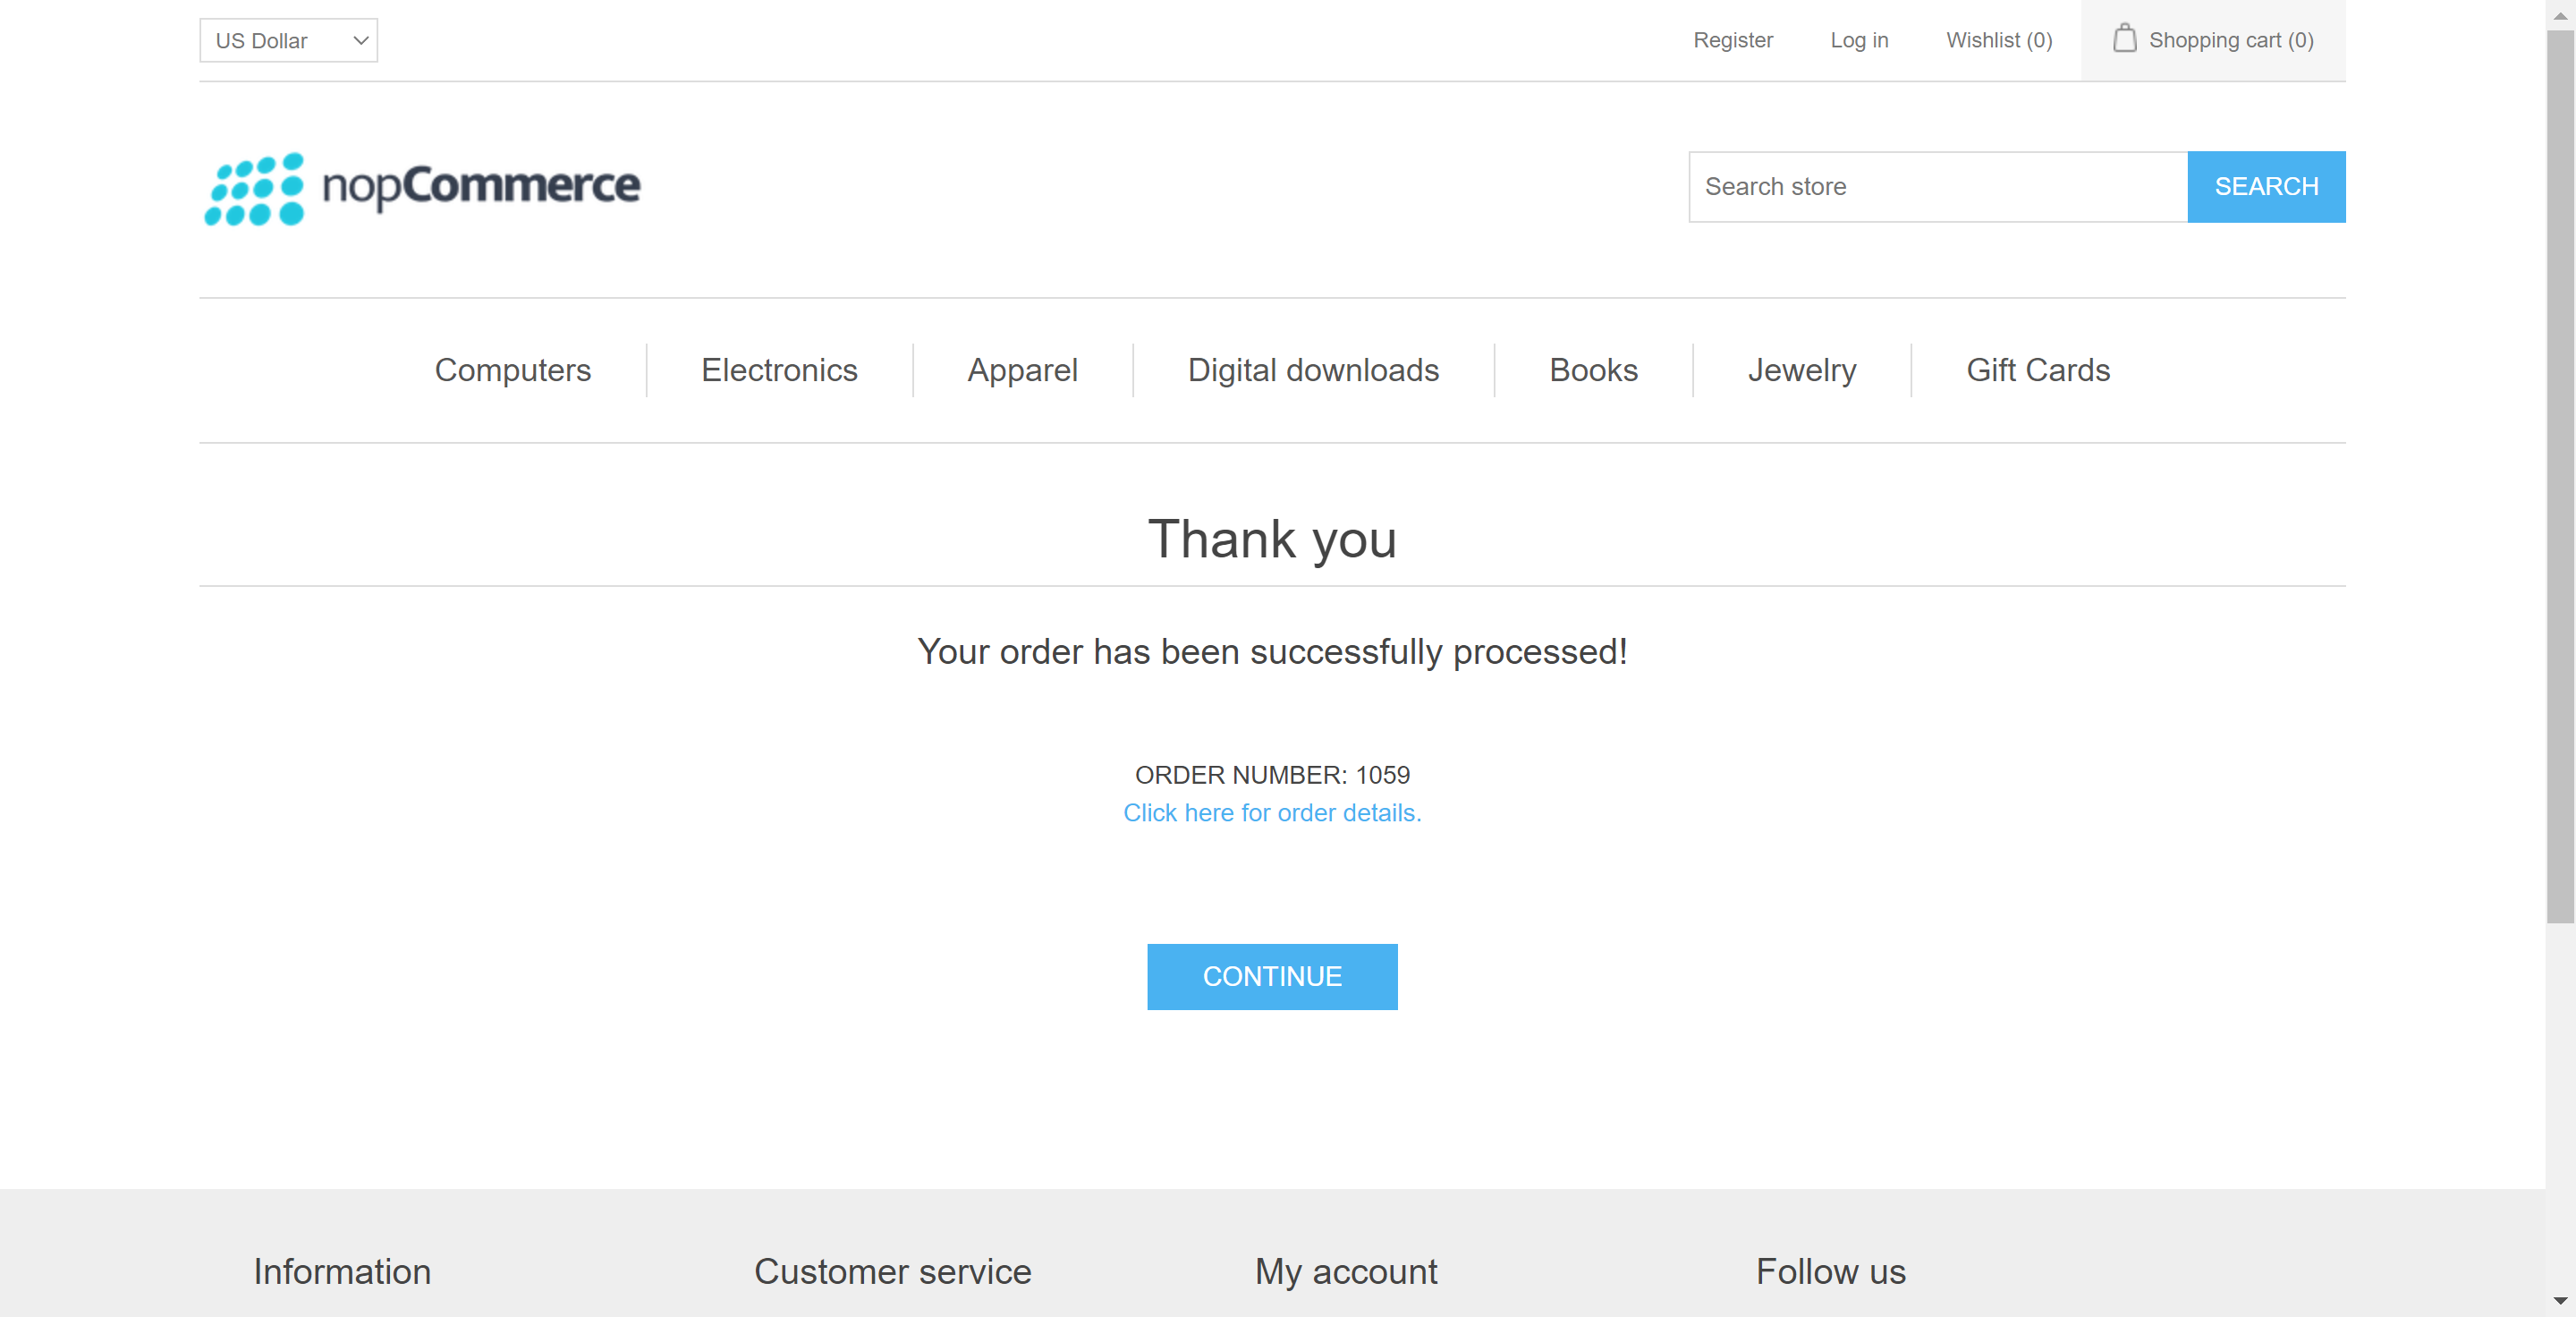 US Dollar
Register
Log in
Wishlist (0)
Shopping cart (0)
nopCommerce
Search store
SEARCH
Computers
Electronics
Apparel
Digital downloads
Books
Jewelry
Gift Cards
Thank you
Your order has been successfully processed!
ORDER NUMBER: 1059
Click here for order details.
CONTINUE
Information
Customer service
My account
Follow us